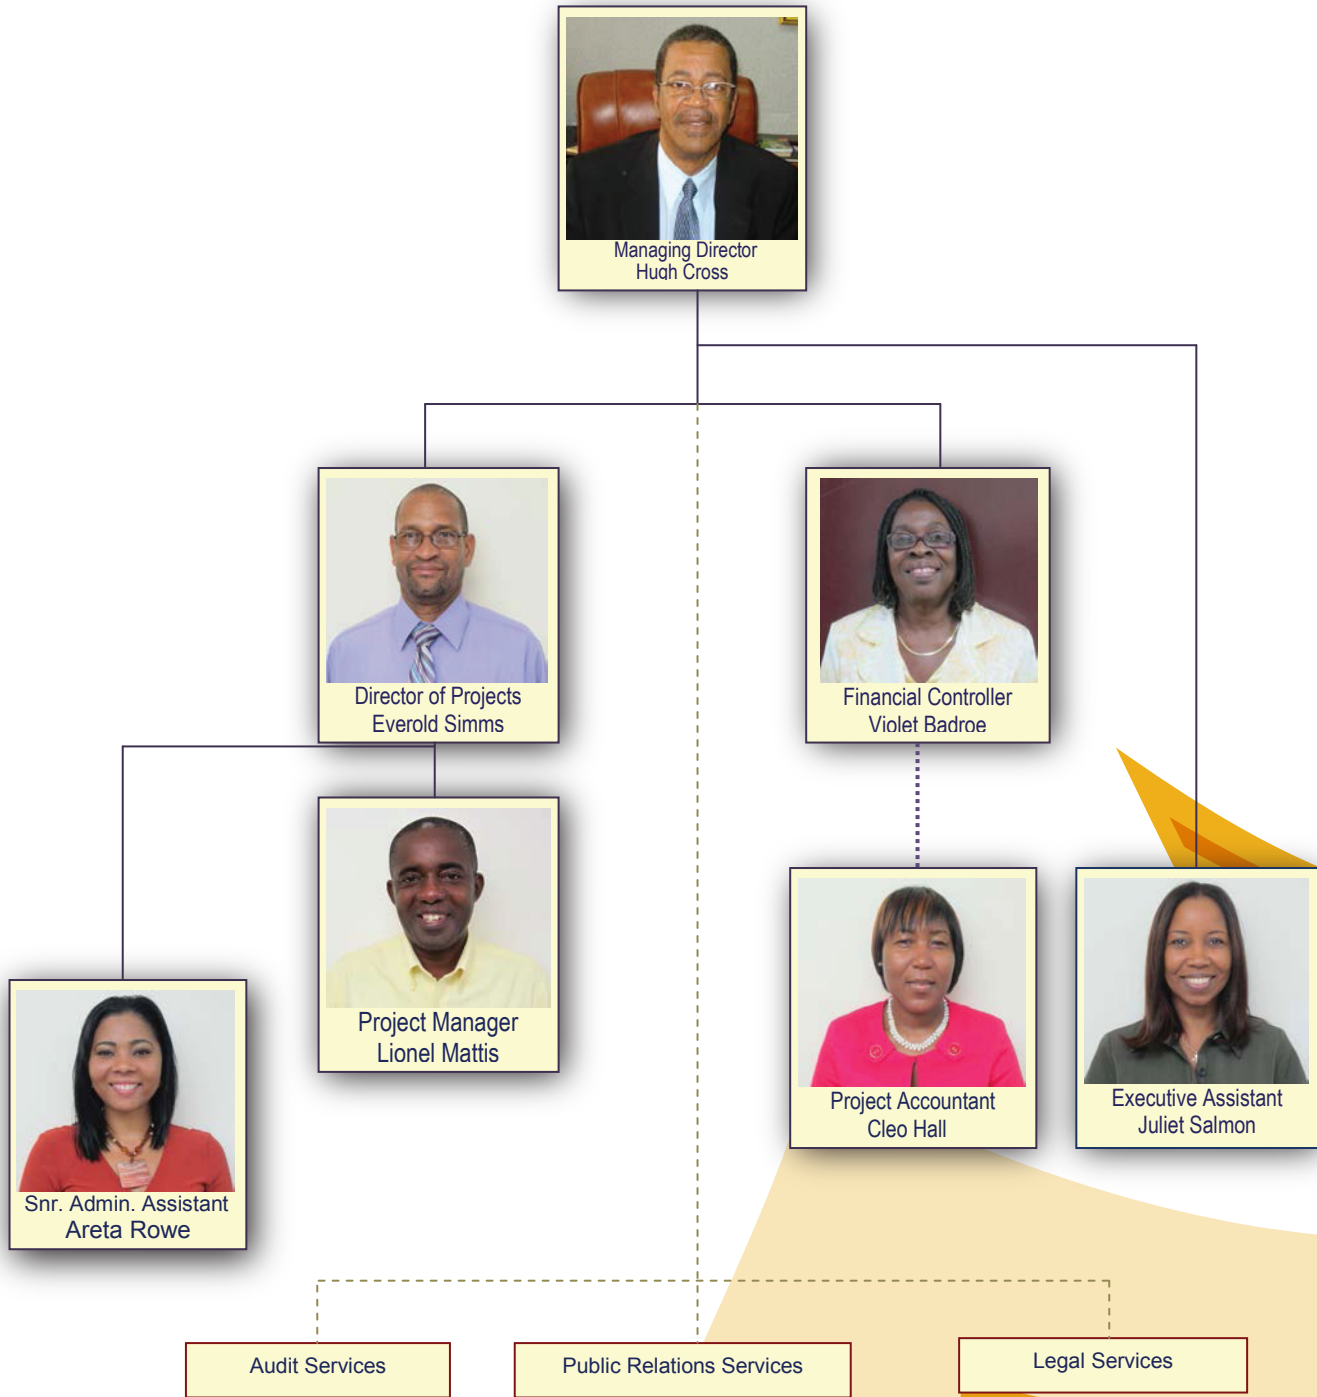 Managing Director
Hugh Cross
Director of Projects
Everold Simms
Financial Controller
Violet Badroe
Project Manager
Lionel Mattis
Project Accountant
Cleo Hall
Executive Assistant
Juliet Salmon
Snr. Admin. Assistant
Areta Rowe
Audit Services
Public Relations Services
Legal Services